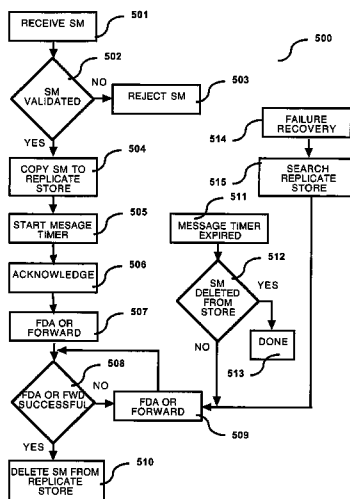 501
RECEIVE SM
500
502
SM
VALIDATED
NO
503
REJECT SM
YES
504
COPY SM TO
REPLICATE
STORE
505
START MESAGE
TIMER
506
ACKNOWLEDGE
507
FDA OR
FORWARD
508
FDA OR FWD
SUCCESSFUL
NO
FDA OR
FORWARD
509
YES
510
DELETE SM FROM
REPLICATE
STORE
511
MESSAGE TIMER
EXPIRED
512
SM
DELETED
FROM
STORE
YES
NO
DONE
513
514
FAILURE
RECOVERY
515
SEARCH
REPLICATE
STORE